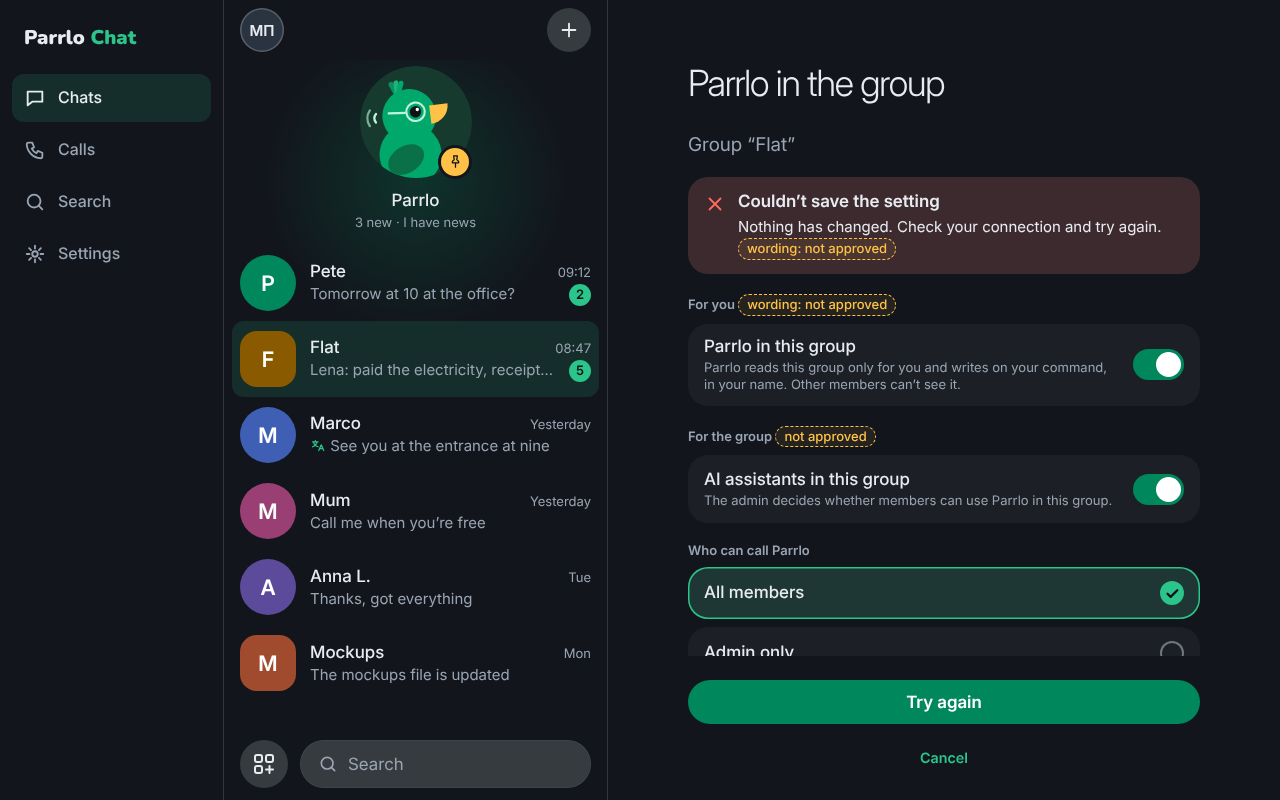 Parrlo Chat
Chats
Calls
Search
Settings
МП
Parrlo
3 new · I have news
P
Pete
09:12
Tomorrow at 10 at the office?
2
F
Flat
08:47
Lena: paid the electricity, receipt...
5
M
Marco
Yesterday
See you at the entrance at nine
M
Mum
Yesterday
Call me when you’re free
A
Anna L.
Tue
Thanks, got everything
M
Mockups
Mon
The mockups file is updated
Search
Parrlo in the group
Group “Flat”
Couldn’t save the setting
Nothing has changed. Check your connection and try again.
wording: not approved
For you wording: not approved
Parrlo in this group
Parrlo reads this group only for you and writes on your command,
in your name. Other members can’t see it.
For the group not approved
AI assistants in this group
The admin decides whether members can use Parrlo in this group.
Who can call Parrlo
All members
Admin only
Try again
Cancel